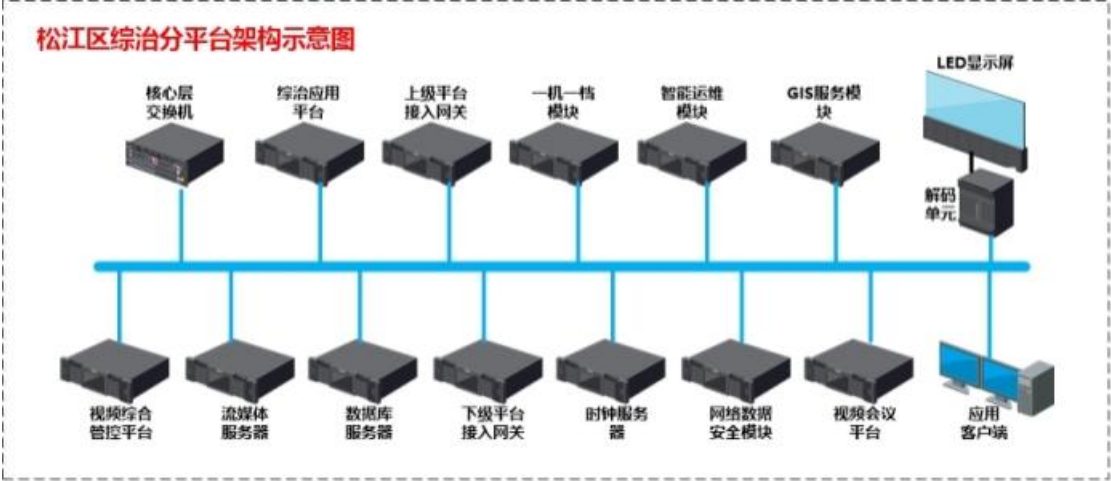 松江区综治分平台架构示意图
LED显示屏
核心层
交换机
综治应用
平台
上级平台
接入网关
一机一档
模块
智能运维
模块
GIS服务模
块
解码
单元
视频综合
管控平台
流媒体
服务器
数据库
服务器
下级平台
接入网关
时钟服务
器
网络数据
安全模块
视频会议
平台
应用
客户端